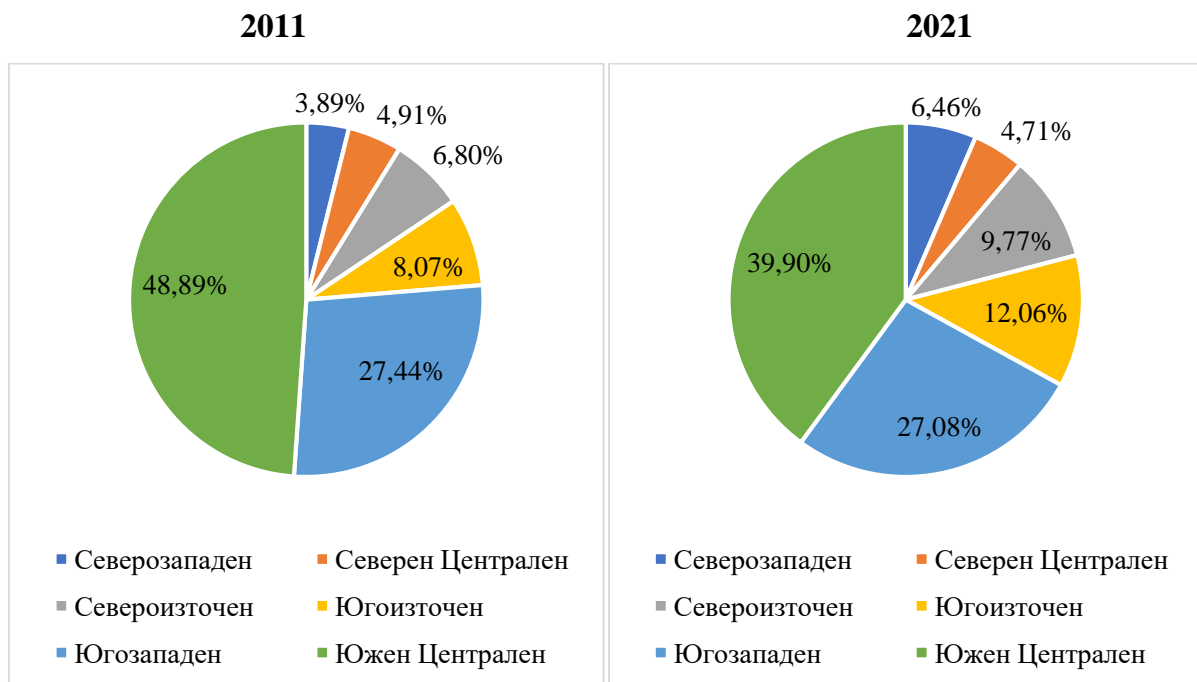 2011
3,89%
4,91%
6,80%
8,07%
27,44%
48,89%
Северозападен
Северен Централен
Североизточен
Югоизточен
Югозападен
Южен Централен
2021
6,46%
4,71%
9,77%
12,06%
27,08%
39,90%
Северозападен
Северен Централен
Североизточен
Югоизточен
Югозападен
Южен Централен